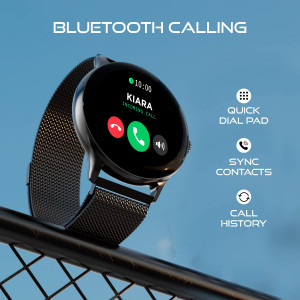 BLUETOOTH CALLING
10:00
KIARA
INCOMING CALL
QUICK
DIAL PAD
SYNC
CONTACTS
CALL
HISTORY